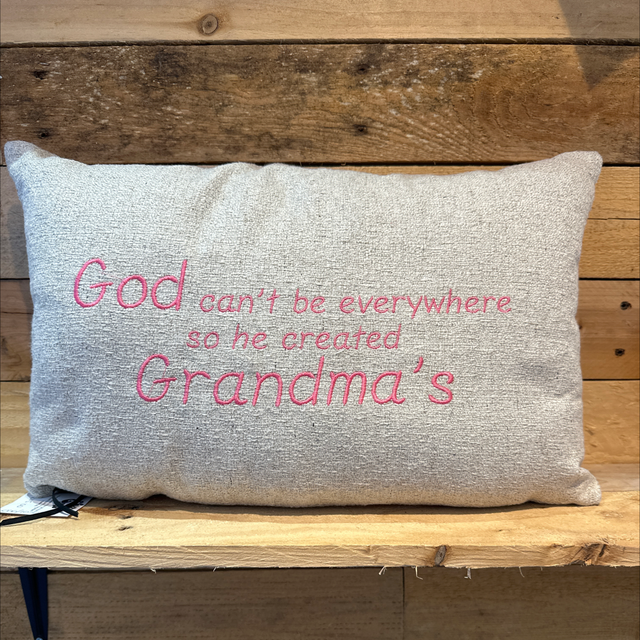 God can't be everywhere
so he created
Grandma's